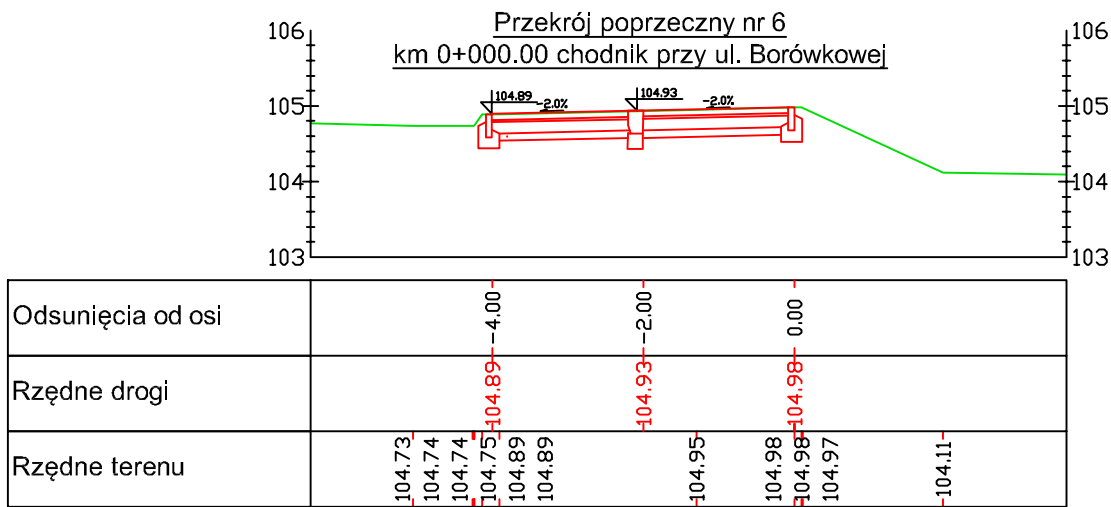 Przekrój poprzeczny nr 6
km 0+000.00 chodnik przy ul. Borówkowej
106 106
104.89 -2.0% 104.93 -2.0%
105 105
104 104
103 103
Odsunięcia od osi -4.00 -2.00 0.00
Rzędne drogi 104.89 104.93 104.98
Rzędne terenu 104.73 104.74 104.74 104.75 104.89 104.89 104.95 104.98 104.98 104.97 104.11